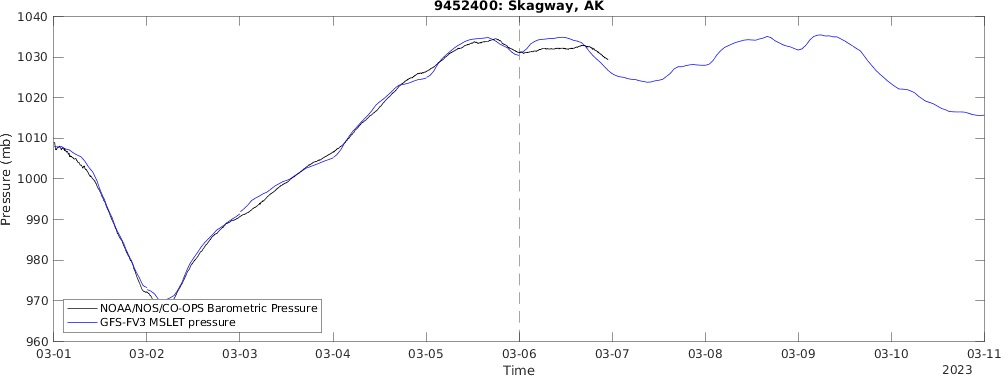 9452400: Skagway, AK
1040
1030
1020
1010
1000
990
980
970
960
Pressure (mb)
NOAA/NOS/CO-OPS Barometric Pressure
GFS-FV3 MSLET pressure
03-01 03-02 03-03 03-04 03-05 03-06 03-07 03-08 03-09 03-10 03-11
Time
2023